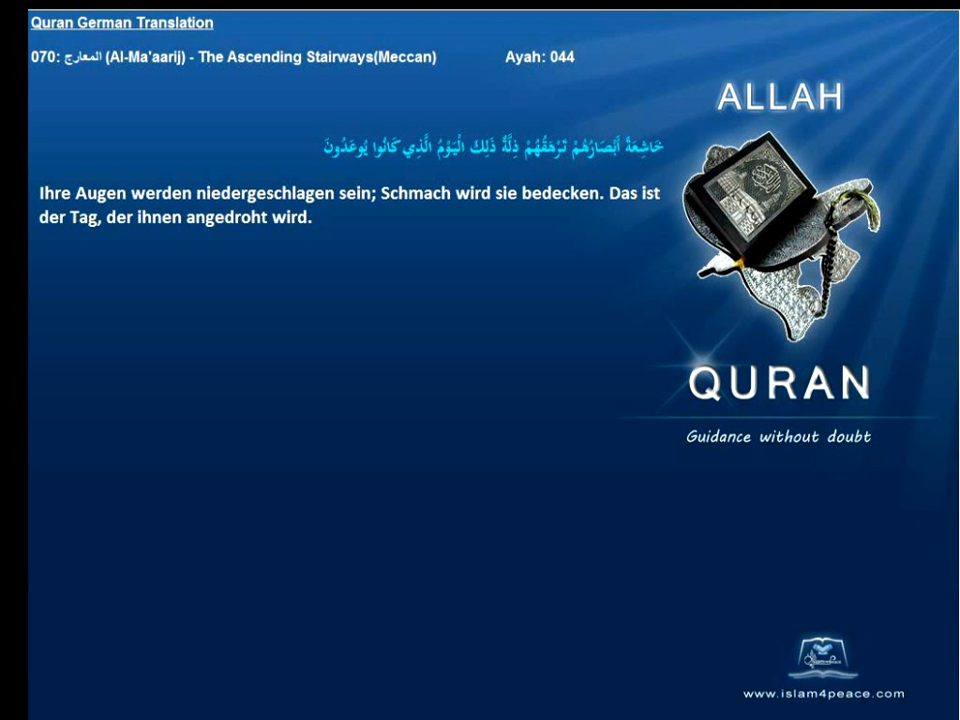 Quran German Translation
070: المعارج (Al-Ma'aarij) - The Ascending Stairways(Meccan) Ayah: 044
ALLAH
خَاشِعَةً أَبْصَارُهُمْ تَرْهَقُهُمْ ذِلَّةٌ ذَلِكَ الْيَوْمُ الَّذِي كَانُوا يُوعَدُونَ
Ihre Augen werden niedergeschlagen sein; Schmach wird sie bedecken. Das ist
der Tag, der ihnen angedroht wird.
QURAN
Guidance without doubt
www.islam4peace.com